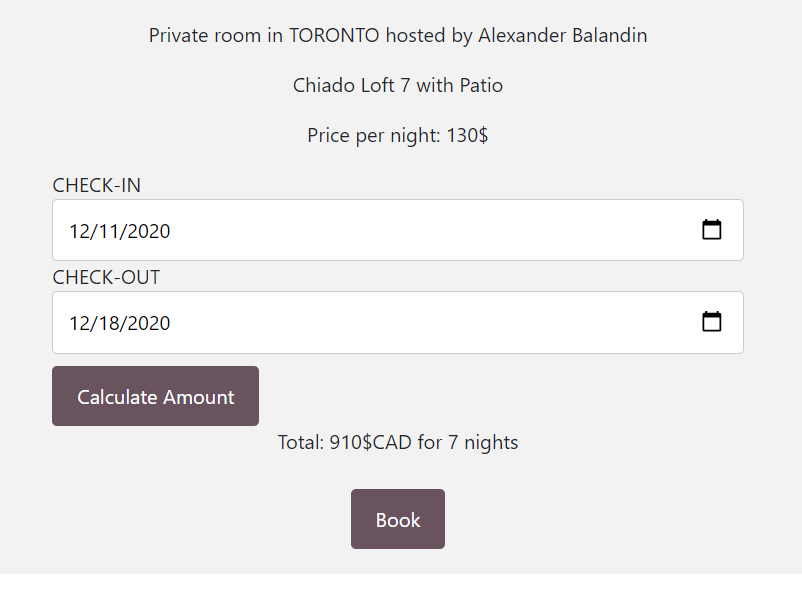 Private room in TORONTO hosted by Alexander Balandin
Chiado Loft 7 with Patio
Price per night: 130$
CHECK-IN
12/11/2020
CHECK-OUT
12/18/2020
Calculate Amount
Total: 910$CAD for 7 nights
Book